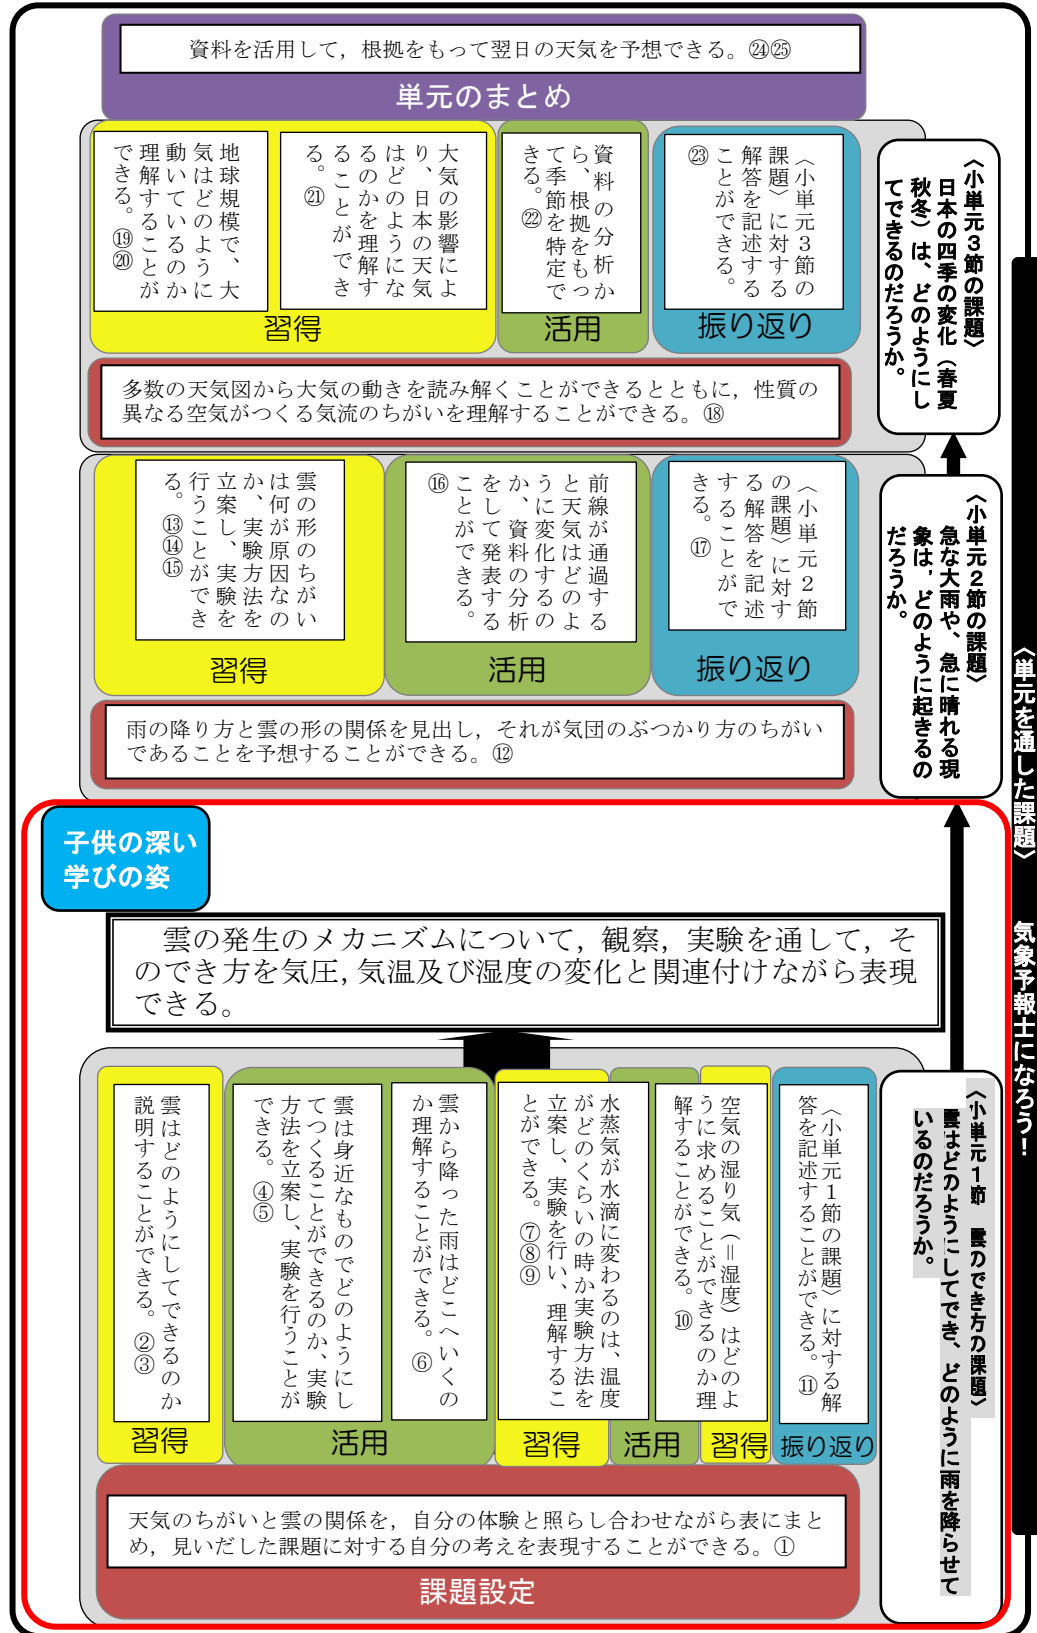 資料を活用して，根拠をもって翌日の天気を予想できる。㉔㉕
単元のまとめ
地球規模で、大
気はどのように
動いているのか
理解することが
できる。⑲⑳
大気の影響によ
り、日本の天気
はどのようにな
るのかを理解す
ることができ
る。㉑
習得
資料の分析か
ら、根拠をもっ
て季節を特定で
きる。㉒
活用
〈小単元３節の
課題〉に対する
解答を記述する
ことができる。
㉓
振り返り
〈小単元３節の課題〉
日本の四季の変化（春夏
秋冬）は、どのようにし
てできるのだろうか。
多数の天気図から大気の動きを読み解くことができるとともに，性質の
異なる空気がつくる気流のちがいを理解することができる。⑱
雲の形のちがい
は何が原因なの
か、実験方法を
立案し、実験を
行うことができ
る。⑬⑭⑮
習得
前線が通過する
と天気はどのよ
うに変化するの
か、資料の分析
をして発表する
ことができる。
⑯
活用
〈小単元２節
の課題〉に対す
る解答を記述
することがで
きる。⑰
振り返り
〈小単元２節の課題〉
急な大雨や、急に晴れる現
象は，どのように起きるの
だろうか。
雨の降り方と雲の形の関係を見出し，それが気団のぶつかり方のちがい
であることを予想することができる。⑫
〈単元を通した課題〉　気象予報士になろう！
子供の深い
学びの姿
雲の発生のメカニズムについて，観察，実験を通して，そ
のでき方を気圧，気温及び湿度の変化と関連付けながら表現
できる。
雲はどのようにしてできるのか
説明することができる。②③
習得
雲は身近なものでどのようにし
てつくることができるのか、実験
方法を立案し、実験を行うことが
できる。④⑤
雲から降った雨はどこへいくの
か理解することができる。⑥
活用
水蒸気が水滴に変わるのは、温度
がどのくらいの時か実験方法を
立案し、実験を行い、理解するこ
とができる。⑦⑧⑨
習得
活用
空気の湿り気（＝湿度）はどのよ
うに求めることができるのか理
解することができる。⑩
習得
〈小単元１節の課題〉に対する解
答を記述することができる。⑪
振り返り
〈小単元１節　雲のでき方の課題〉
雲はどのようにしてでき、どのように雨を降らせて
いるのだろうか。
天気のちがいと雲の関係を，自分の体験と照らし合わせながら表にまと
め，見いだした課題に対する自分の考えを表現することができる。①
課題設定